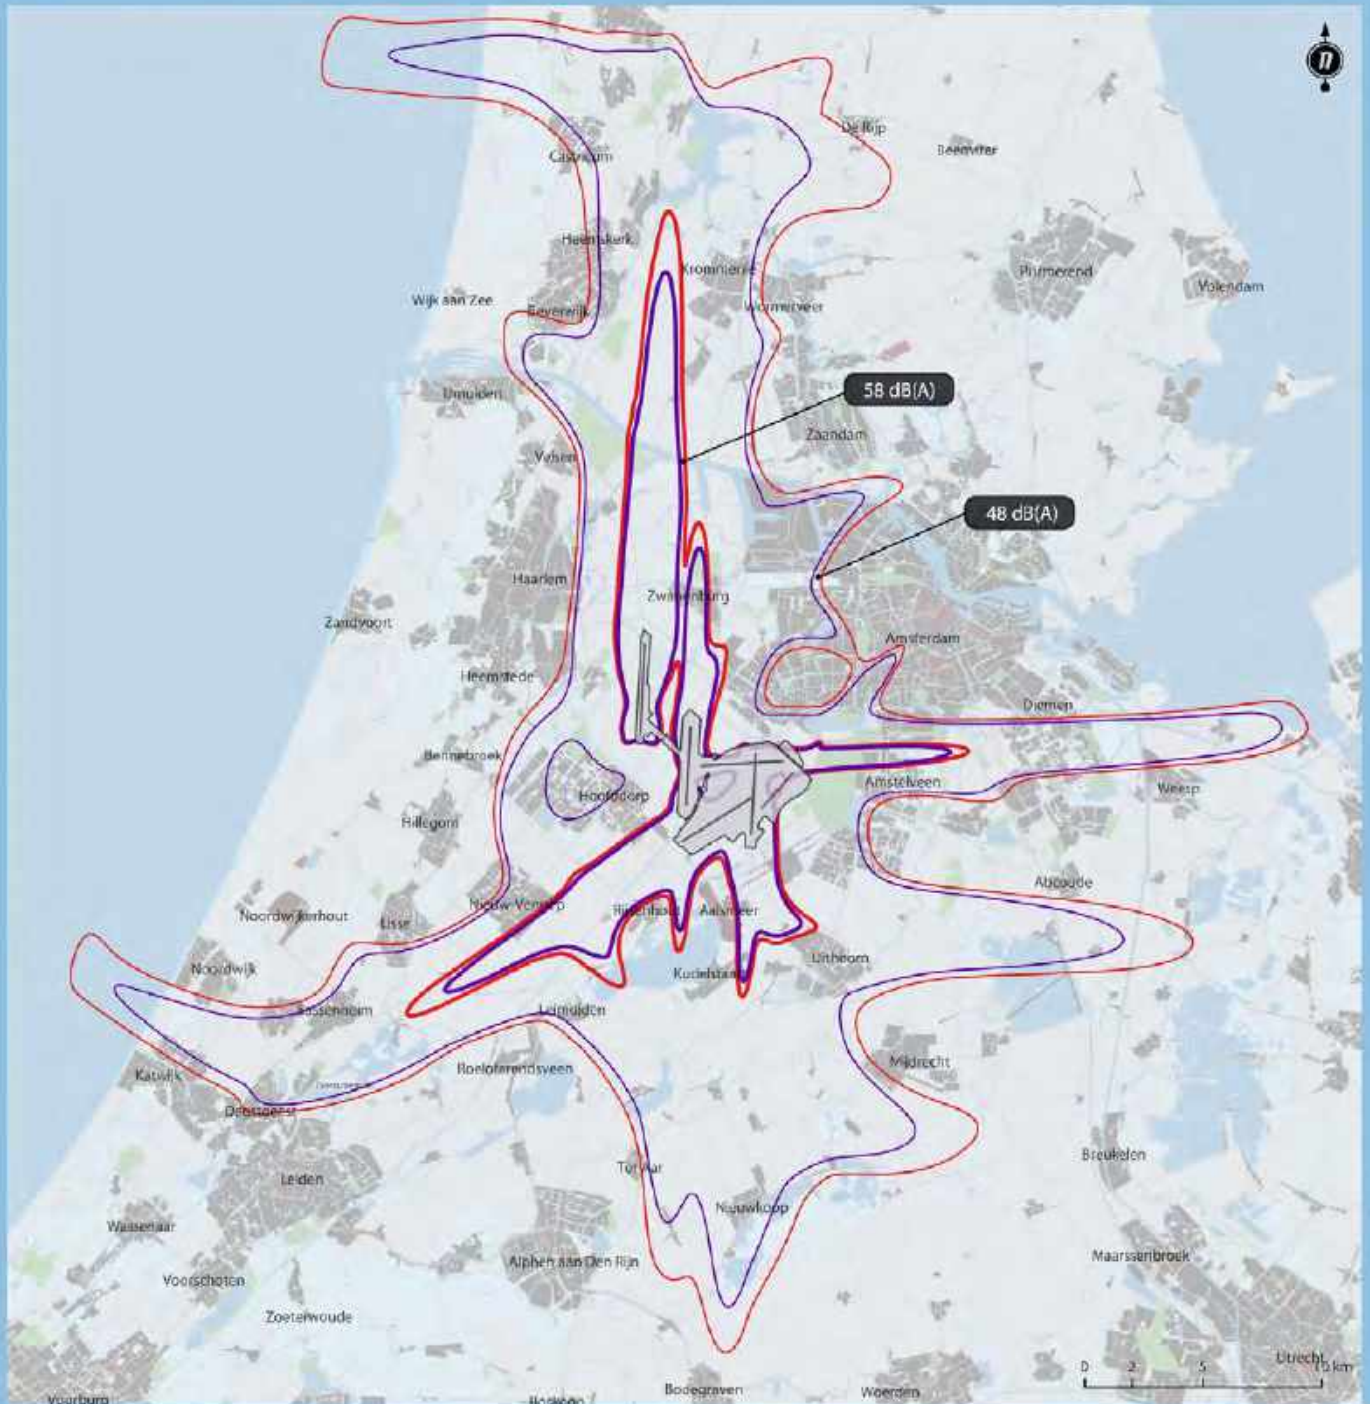 n
De Rijp
Beemster
Castricum
Heemskerk
Krommenie
Purmerend
Volendam
Wijk aan Zee
Beverwijk
Wormerveer
58 dB(A)
IJmuiden
Zaandam
Velsen
48 dB(A)
Haarlem
Zwanenburg
Zandvoort
Amsterdam
Heemstede
Diemen
Bennebroek
Amstelveen
Weesp
Hoofddorp
Hillegom
Abcoude
Nieuw-Vennep
Rijsenhout
Aalsmeer
Noordwijkerhout
Lisse
Uithoorn
Noordwijk
Kudelstaart
Sassenheim
Leimuiden
Mijdrecht
Roeloferendsveen
Katwijk
Oegstgeest
Breukelen
Ter Aar
Leiden
Nieuwkoop
Wassenaar
Maarssenbroek
Alphen aan Den Rijn
Voorschoten
Zoeterwoude
Utrecht
0 2 5 10 km
Bodegraven
Woerden
Voorburg